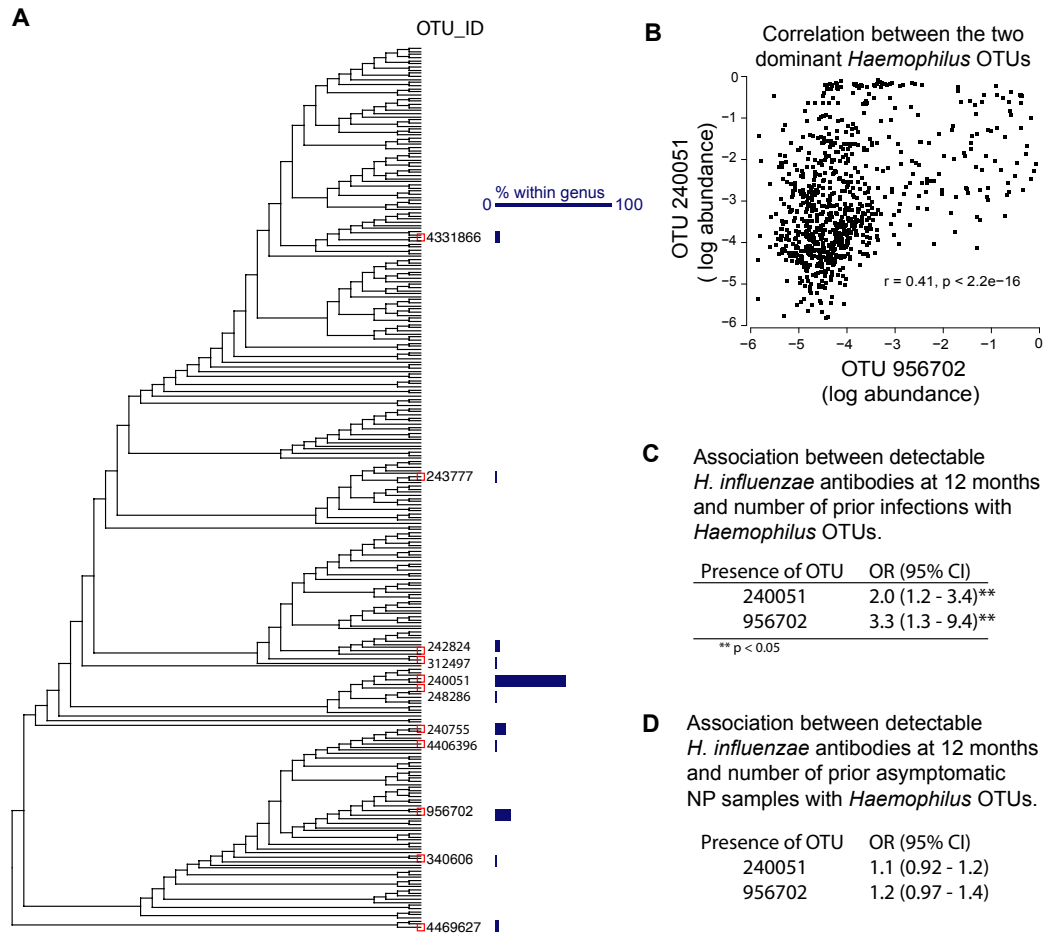 A
OTU_ID
% within genus
0 100
4331866
243777
242824
312497
240051
248286
240755
4406396
956702
340606
4469627
B
Correlation between the two
dominant Haemophilus OTUs
OTU 240051
( log abundance)
0
−1
−2
−3
−4
−5
−6
r = 0.41, p < 2.2e−16
−6 −5 −4 −3 −2 −1 0
OTU 956702
(log abundance)
C
Association between detectable
H. influenzae antibodies at 12 months
and number of prior infections with
Haemophilus OTUs.
Presence of OTU OR (95% CI)
240051 2.0 (1.2 - 3.4)**
956702 3.3 (1.3 - 9.4)**
** p < 0.05
D
Association between detectable
H. influenzae antibodies at 12 months
and number of prior asymptomatic
NP samples with Haemophilus OTUs.
Presence of OTU OR (95% CI)
240051 1.1 (0.92 - 1.2)
956702 1.2 (0.97 - 1.4)